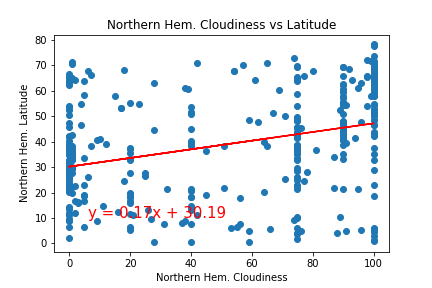 Northern Hem. Cloudiness vs Latitude
80
70
60
50
40
30
20
10
0
Northern Hem. Latitude
y = 0.17x + 30.19
0 20 40 60 80 100
Northern Hem. Cloudiness